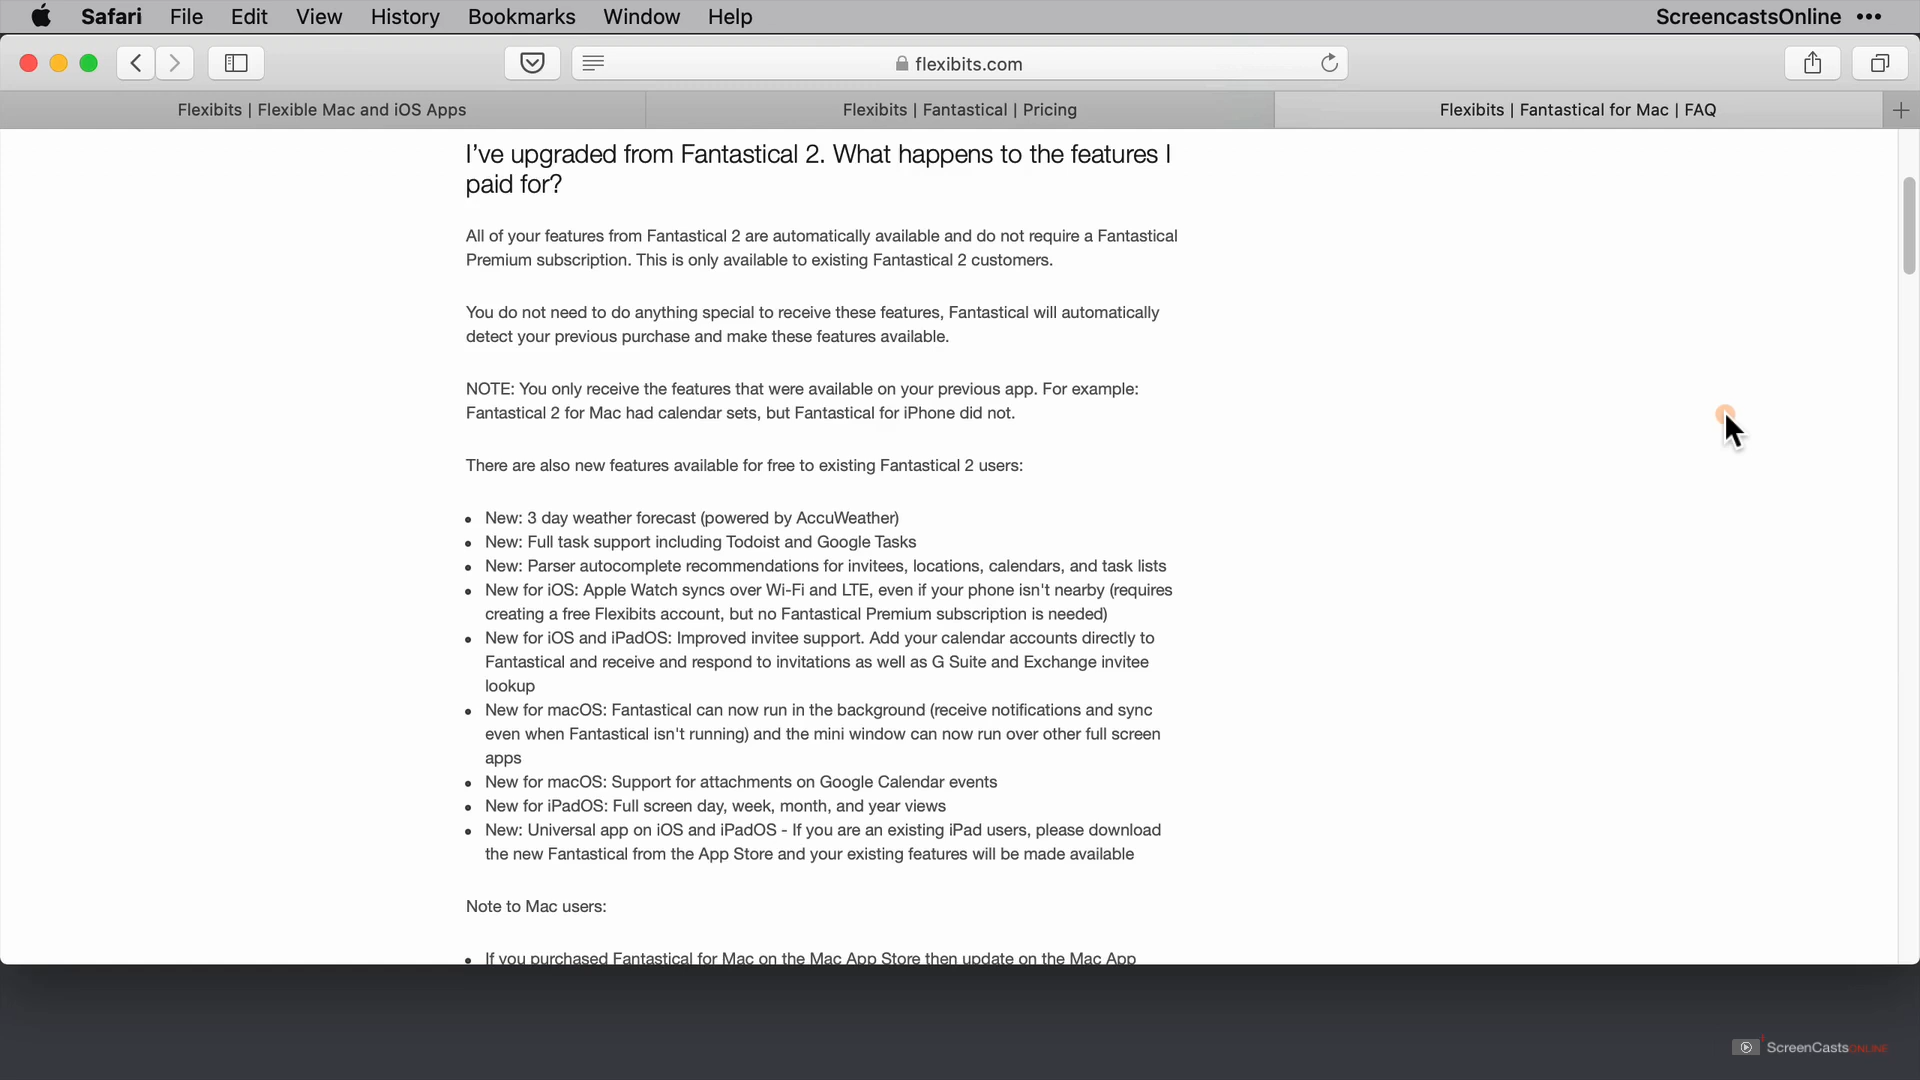 Safari File Edit View History Bookmarks Window Help ScreencastsOnline
flexibits.com
Flexibits | Flexible Mac and iOS Apps
Flexibits | Fantastical | Pricing
Flexibits | Fantastical for Mac | FAQ
I’ve upgraded from Fantastical 2. What happens to the features I
paid for?
All of your features from Fantastical 2 are automatically available and do not require a Fantastical
Premium subscription. This is only available to existing Fantastical 2 customers.
You do not need to do anything special to receive these features, Fantastical will automatically
detect your previous purchase and make these features available.
NOTE: You only receive the features that were available on your previous app. For example:
Fantastical 2 for Mac had calendar sets, but Fantastical for iPhone did not.
There are also new features available for free to existing Fantastical 2 users:
• New: 3 day weather forecast (powered by AccuWeather)
• New: Full task support including Todoist and Google Tasks
• New: Parser autocomplete recommendations for invitees, locations, calendars, and task lists
• New for iOS: Apple Watch syncs over Wi-Fi and LTE, even if your phone isn't nearby (requires
creating a free Flexibits account, but no Fantastical Premium subscription is needed)
• New for iOS and iPadOS: Improved invitee support. Add your calendar accounts directly to
Fantastical and receive and respond to invitations as well as G Suite and Exchange invitee
lookup
• New for macOS: Fantastical can now run in the background (receive notifications and sync
even when Fantastical isn't running) and the mini window can now run over other full screen
apps
• New for macOS: Support for attachments on Google Calendar events
• New for iPadOS: Full screen day, week, month, and year views
• New: Universal app on iOS and iPadOS - If you are an existing iPad users, please download
the new Fantastical from the App Store and your existing features will be made available
Note to Mac users:
• If you purchased Fantastical for Mac on the Mac App Store then update on the Mac App
ScreenCastsONLINE